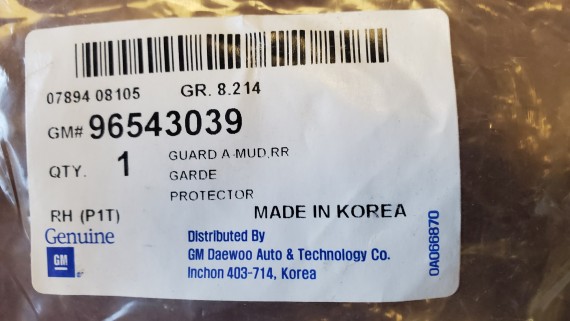 07894 08105 GR. 8.214
GM# 96543039
QTY. 1 GUARD A-MUD,RR
GARDE
PROTECTOR
RH (P1T) MADE IN KOREA
Genuine
GM
Distributed By
GM Daewoo Auto & Technology Co.
Inchon 403-714, Korea
0A066870